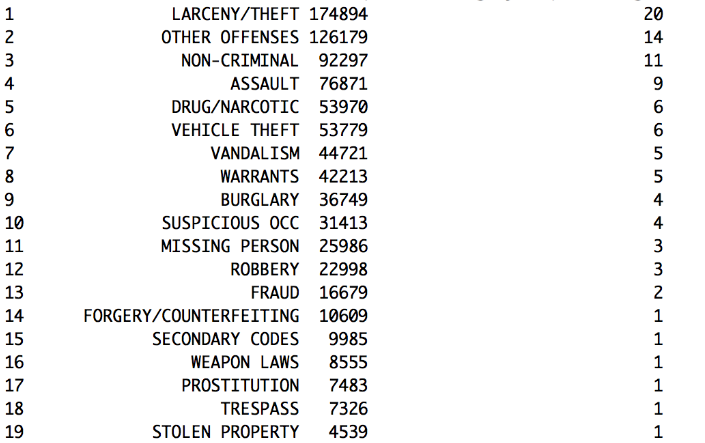 1 LARCENY/THEFT 174894 20
2 OTHER OFFENSES 126179 14
3 NON-CRIMINAL 92297 11
4 ASSAULT 76871 9
5 DRUG/NARCOTIC 53970 6
6 VEHICLE THEFT 53779 6
7 VANDALISM 44721 5
8 WARRANTS 42213 5
9 BURGLARY 36749 4
10 SUSPICIOUS OCC 31413 4
11 MISSING PERSON 25986 3
12 ROBBERY 22998 3
13 FRAUD 16679 2
14 FORGERY/COUNTERFEITING 10609 1
15 SECONDARY CODES 9985 1
16 WEAPON LAWS 8555 1
17 PROSTITUTION 7483 1
18 TRESPASS 7326 1
19 STOLEN PROPERTY 4539 1